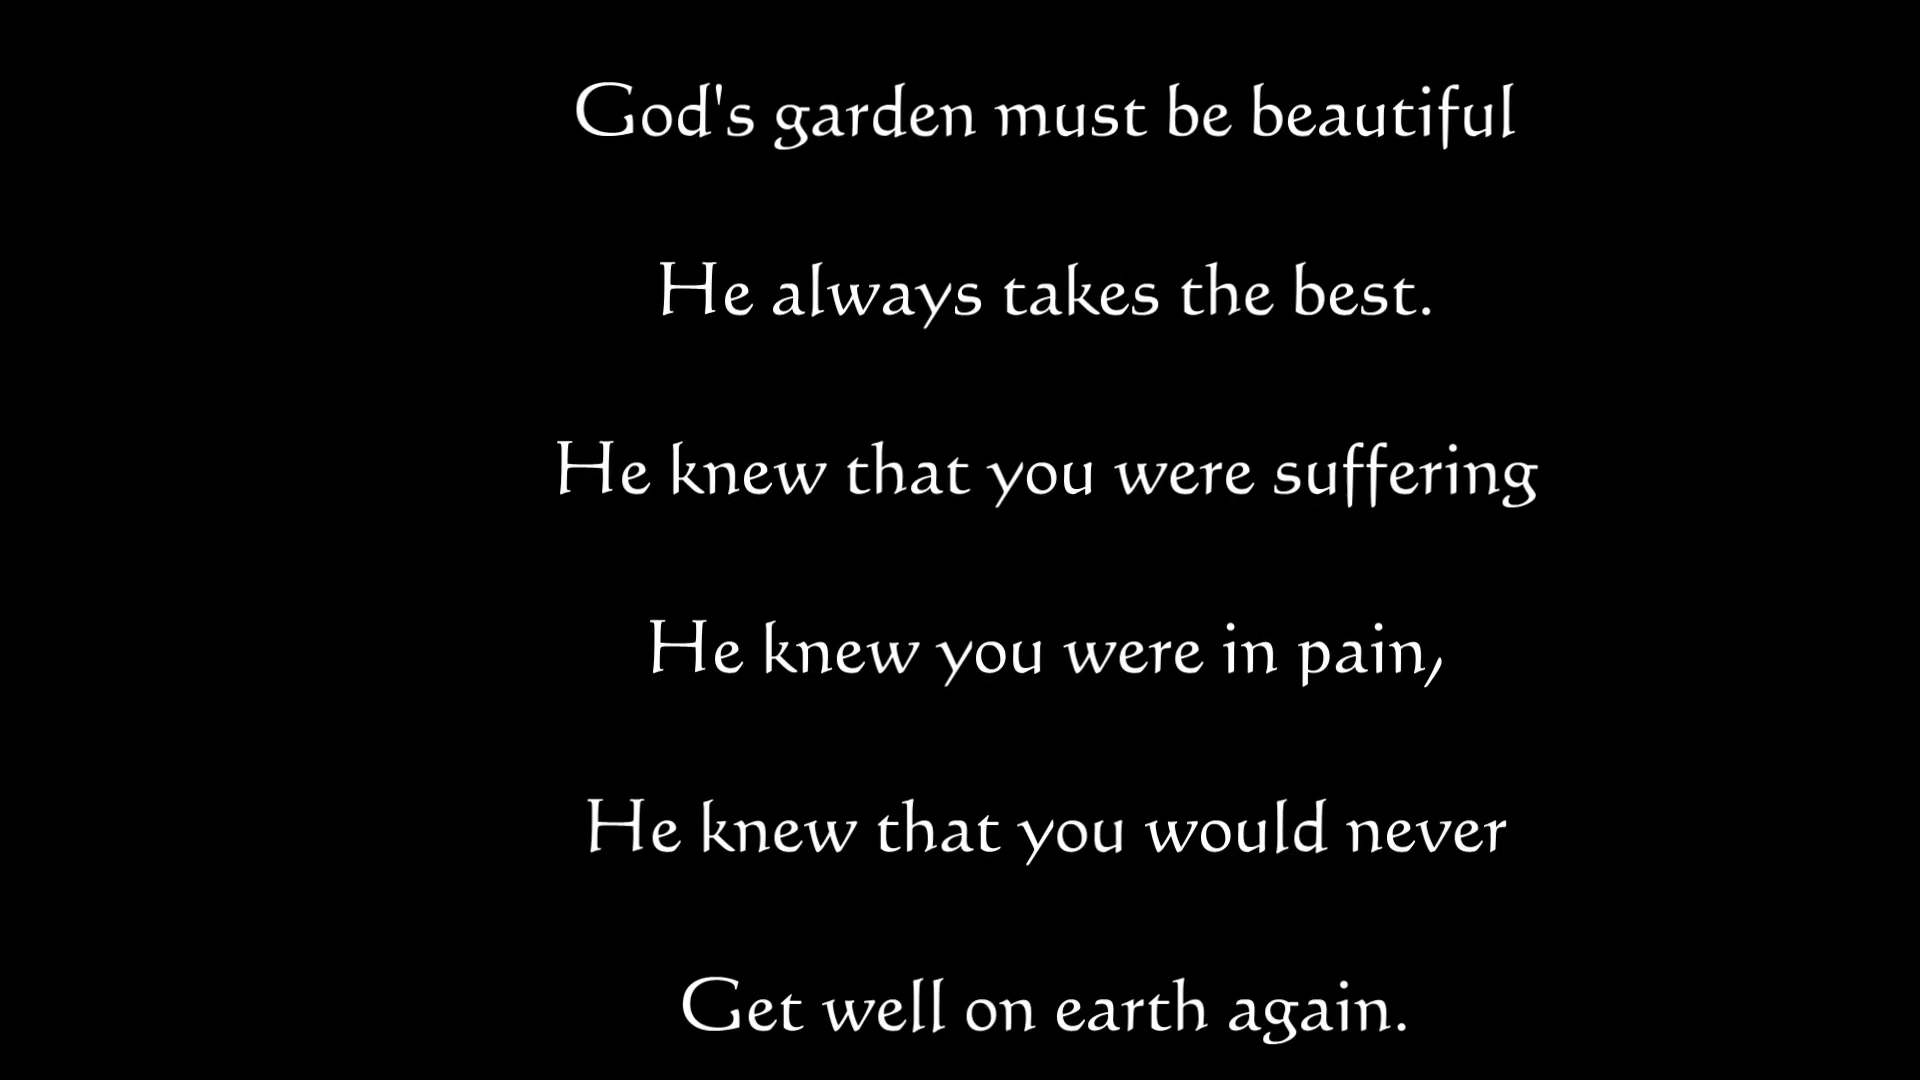 God's garden must be beautiful
He always takes the best.
He knew that you were suffering
He knew you were in pain,
He knew that you would never
Get well on earth again.